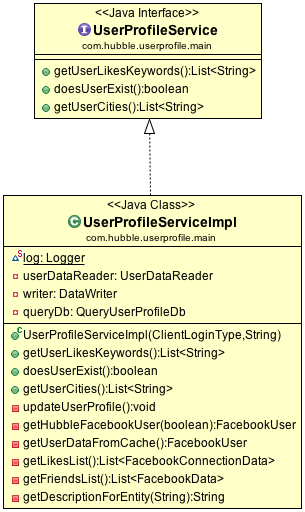 <<Java Interface>>
UserProfileService
com.hubble.userprofile.main
getUserLikesKeywords():List<String>
doesUserExist():boolean
getUserCities():List<String>
<<Java Class>>
UserProfileServiceImpl
com.hubble.userprofile.main
log: Logger
userDataReader: UserDataReader
writer: DataWriter
queryDb: QueryUserProfileDb
UserProfileServiceImpl(ClientLoginType,String)
getUserLikesKeywords():List<String>
doesUserExist():boolean
getUserCities():List<String>
updateUserProfile():void
getHubbleFacebookUser(boolean):FacebookUser
getUserDataFromCache():FacebookUser
getLikesList():List<FacebookConnectionData>
getFriendsList():List<FacebookData>
getDescriptionForEntity(String):String